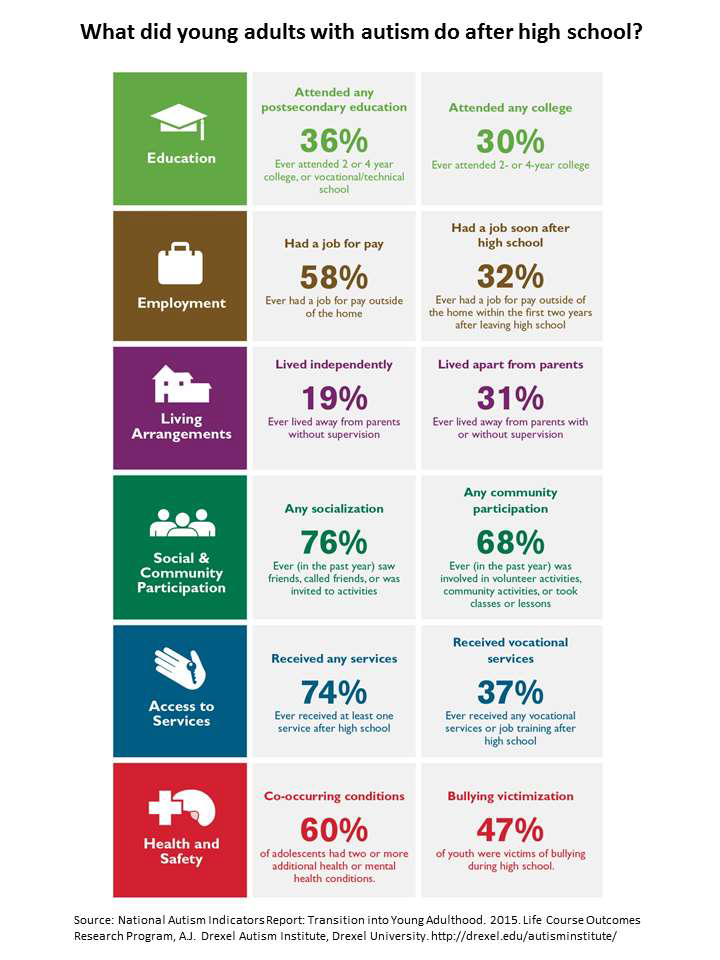 What did young adults with autism do after high school?
Education
Attended any
postsecondary education
36%
Ever attended 2 or 4 year
college, or vocational/technical
school
Attended any college
30%
Ever attended 2- or 4-year college
Employment
Had a job for pay
58%
Ever had a job for pay outside
of the home
Had a job soon after
high school
32%
Ever had a job for pay outside of
the home within the first two years
after leaving high school
Living
Arrangements
Lived independently
19%
Ever lived away from parents
without supervision
Lived apart from parents
31%
Ever lived away from parents with
or without supervision
Social &
Community
Participation
Any socialization
76%
Ever (in the past year) saw
friends, called friends, or was
invited to activities
Any community
participation
68%
Ever (in the past year) was
involved in volunteer activities,
community activities, or took
classes or lessons
Access to
Services
Received any services
74%
Ever received at least one
service after high school
Received vocational
services
37%
Ever received any vocational
services or job training after
high school
Health and
Safety
Co-occurring conditions
60%
of adolescents had two or more
additional health or mental
health conditions.
Bullying victimization
47%
of youth were victims of bullying
during high school.
Source: National Autism Indicators Report: Transition into Young Adulthood. 2015. Life Course Outcomes
Research Program, A.J. Drexel Autism Institute, Drexel University. http://drexel.edu/autisminstitute/